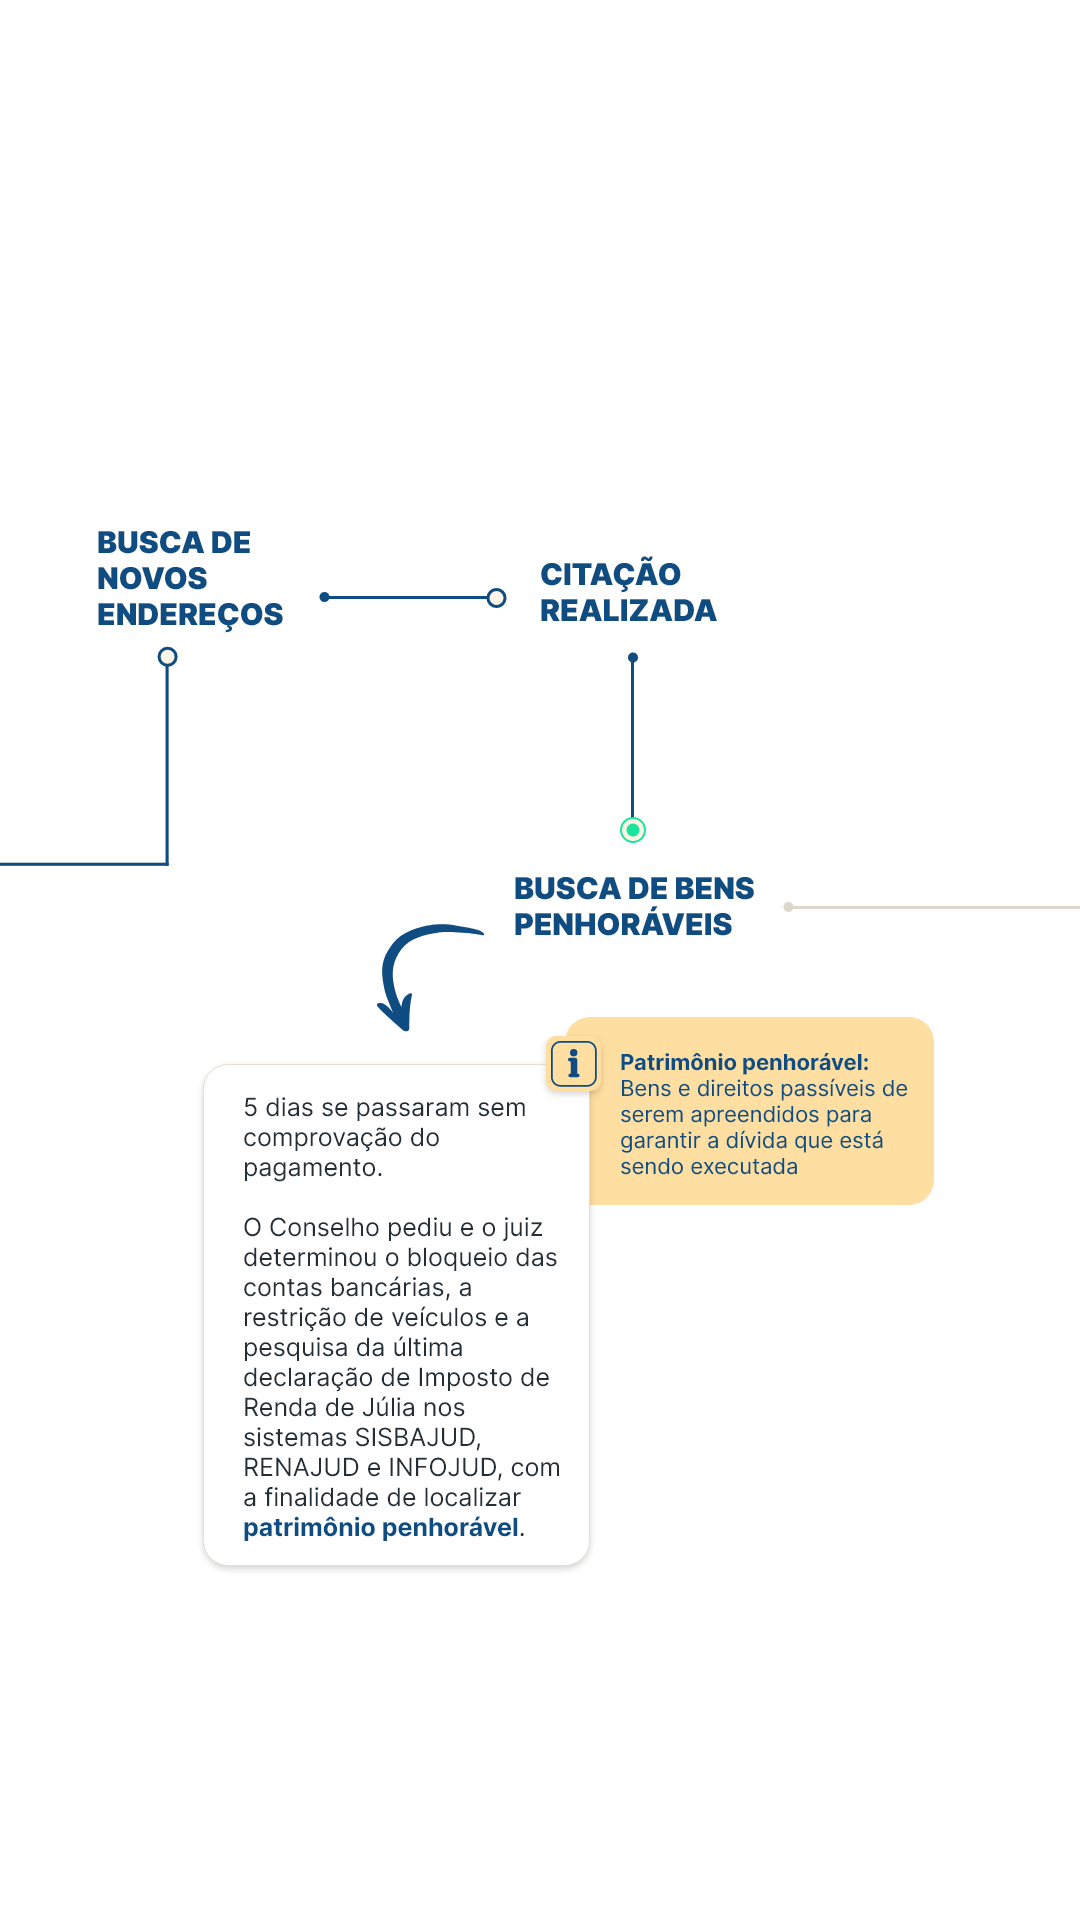 BUSCA DE
NOVOS
ENDEREÇOS
CITAÇÃO
REALIZADA
BUSCA DE BENS
PENHORÁVEIS
i
Patrimônio penhorável:
Bens e direitos passíveis de
serem apreendidos para
garantir a dívida que está
sendo executada
5 dias se passaram sem
comprovação do
pagamento.
O Conselho pediu e o juiz
determinou o bloqueio das
contas bancárias, a
restrição de veículos e a
pesquisa da última
declaração de Imposto de
Renda de Júlia nos
sistemas SISBAJUD,
RENAJUD e INFOJUD, com
a finalidade de localizar
patrimônio penhorável.